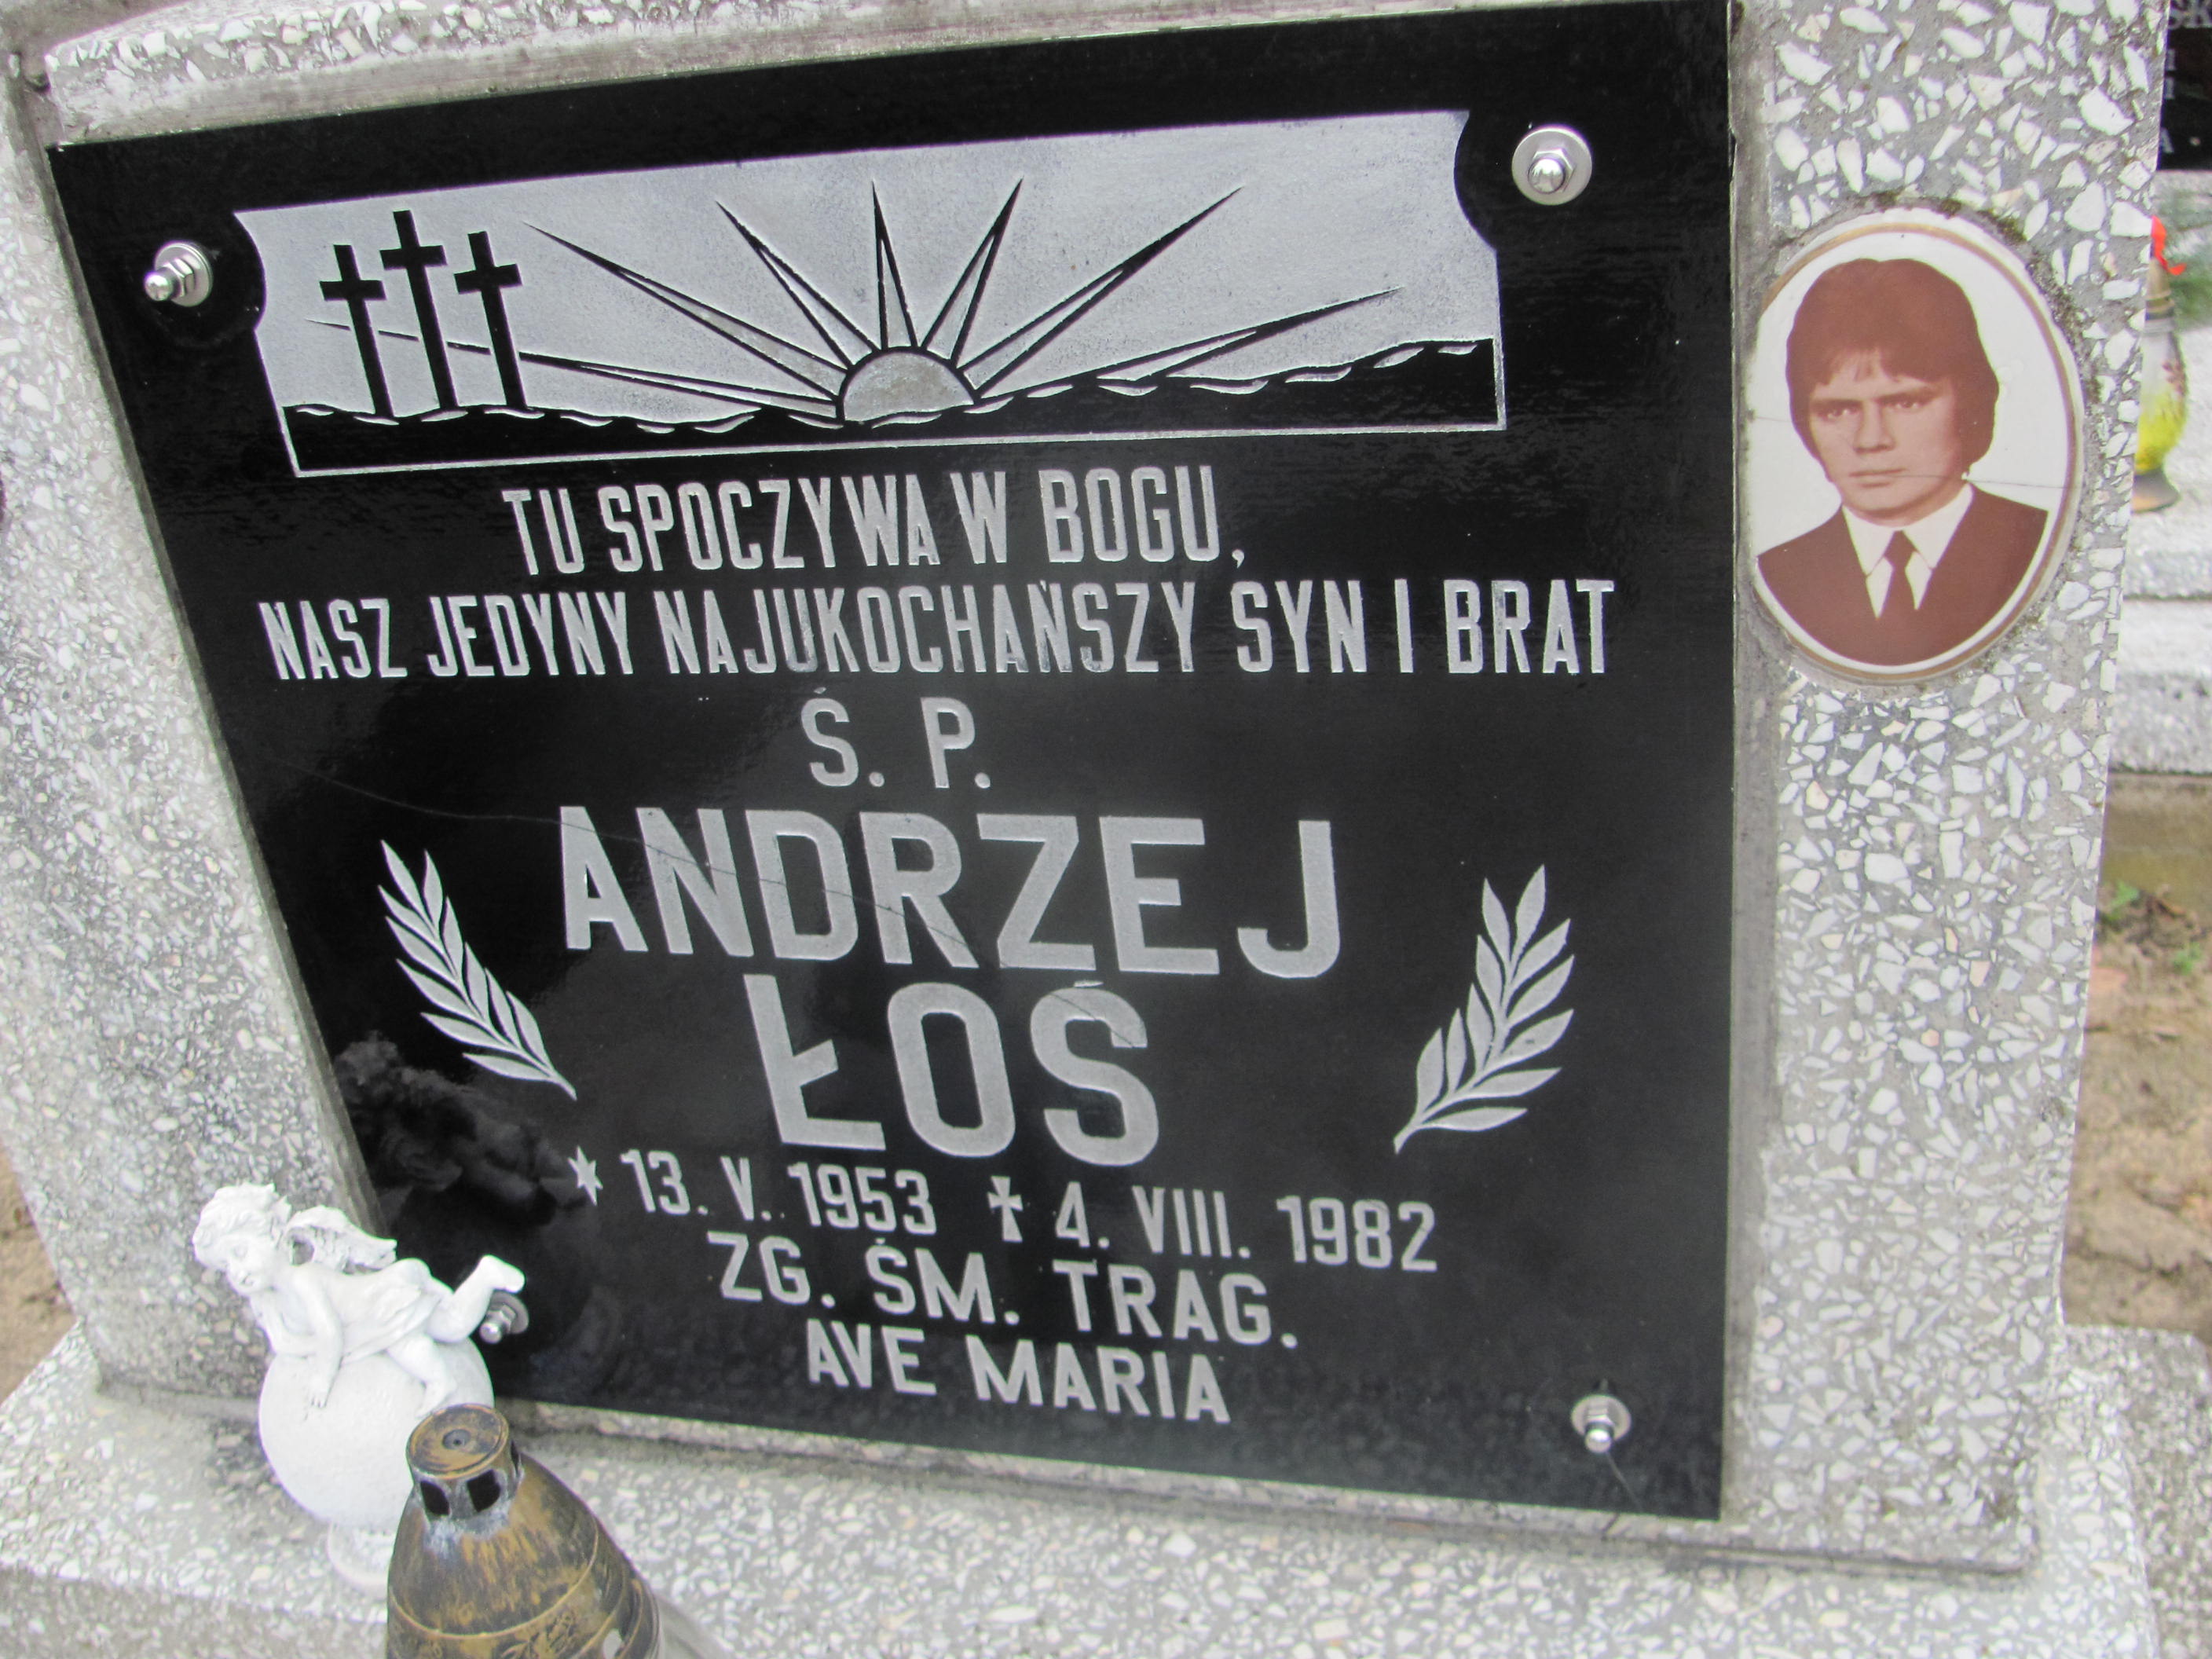 TU SPOCZYWA W BOGU,
NASZ JEDYNY NAJUKOCHAŃSZY SYN I BRAT
Ś. P.
ANDRZEJ
ŁOŚ
* 13. V. 1953 ✝ 4. VIII. 1982
ZG. ŚM. TRAG.
AVE MARIA